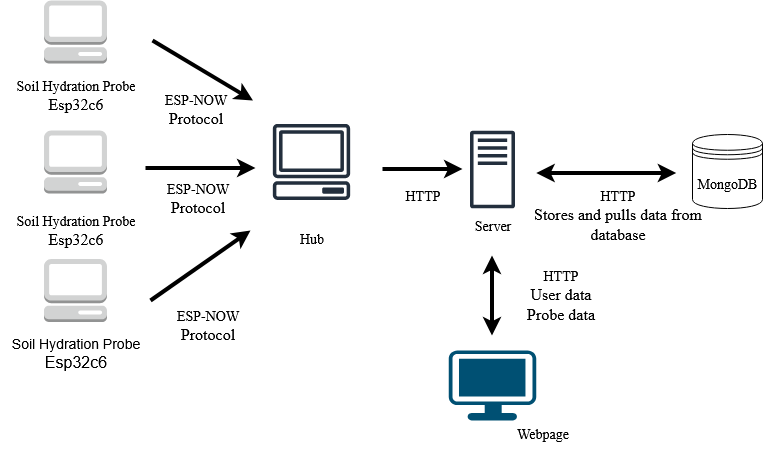 Soil Hydration Probe
Esp32c6
ESP-NOW
Protocol
Soil Hydration Probe
Esp32c6
ESP-NOW
Protocol
Soil Hydration Probe
Esp32c6
ESP-NOW
Protocol
Hub
HTTP
Server
HTTP
Stores and pulls data from
database
MongoDB
HTTP
User data
Probe data
Webpage